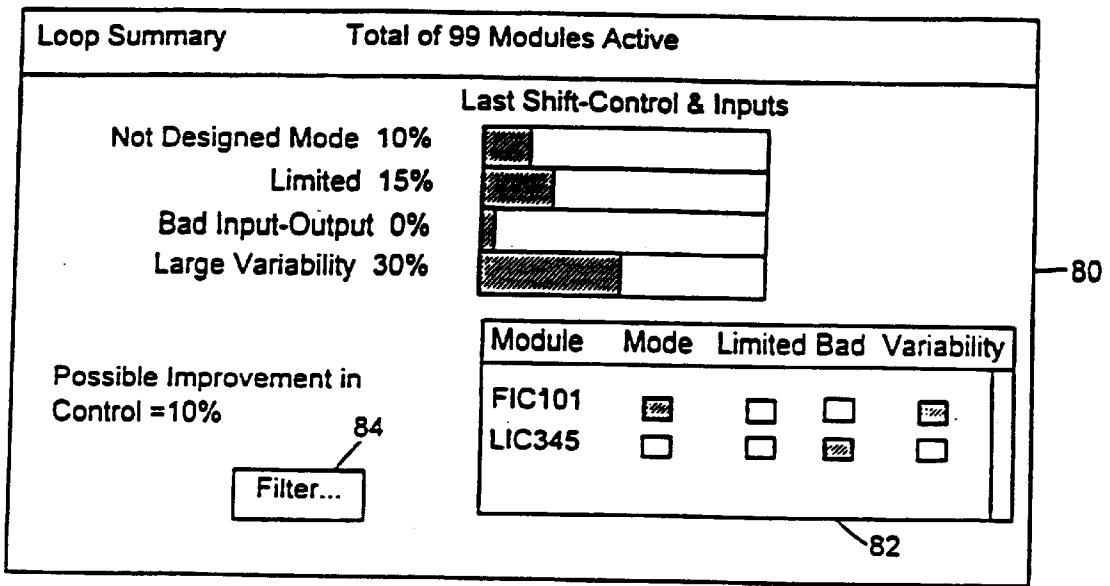 Loop Summary Total of 99 Modules Active
Last Shift-Control & Inputs
Not Designed Mode 10%
Limited 15%
Bad Input-Output 0%
Large Variability 30%
80
Module Mode Limited Bad Variability
FIC101
LIC345
Possible Improvement in
Control =10%
84
Filter...
82